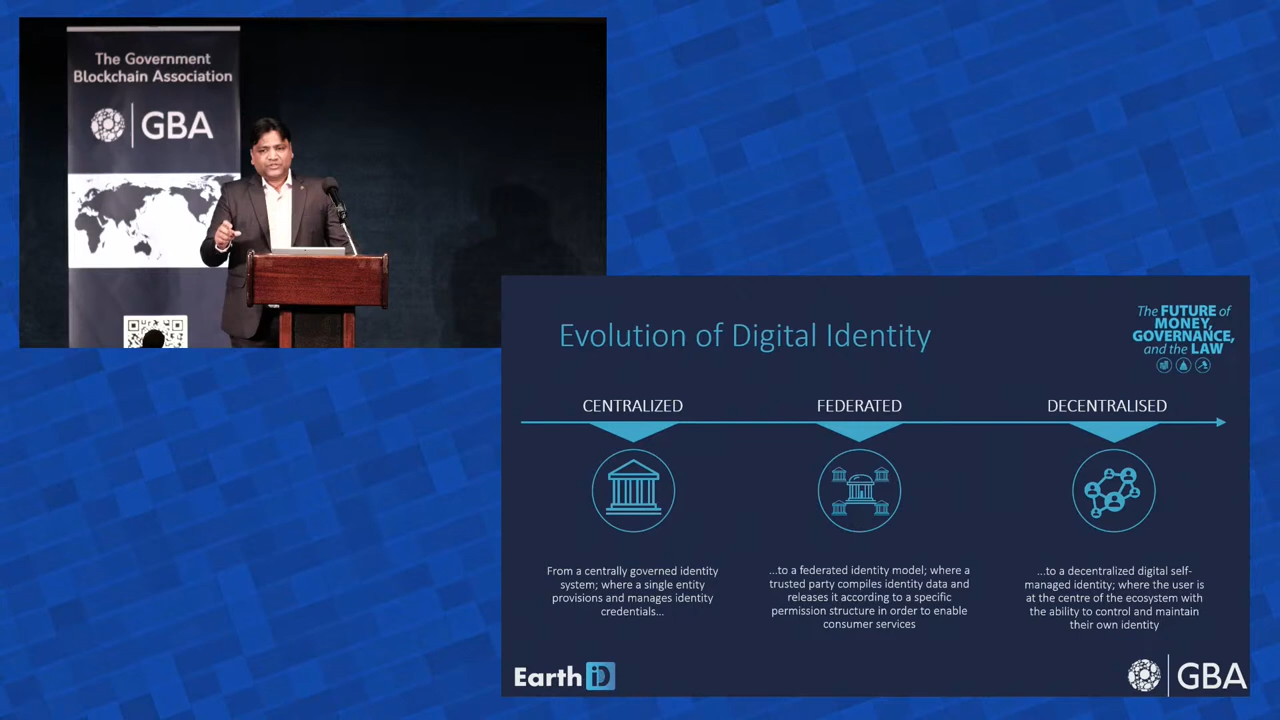 The Government
Blockchain Association
GBA
Evolution of Digital Identity
The FUTURE of
MONEY,
GOVERNANCE,
and the LAW
CENTRALIZED
FEDERATED
DECENTRALISED
From a centrally governed identity
system; where a single entity
provisions and manages identity
credentials...
...to a federated identity model; where a
trusted party compiles identity data and
releases it according to a specific
permission structure in order to enable
consumer services
...to a decentralized digital self-
managed identity; where the user is
at the centre of the ecosystem with
the ability to control and maintain
their own identity
Earth iD
GBA